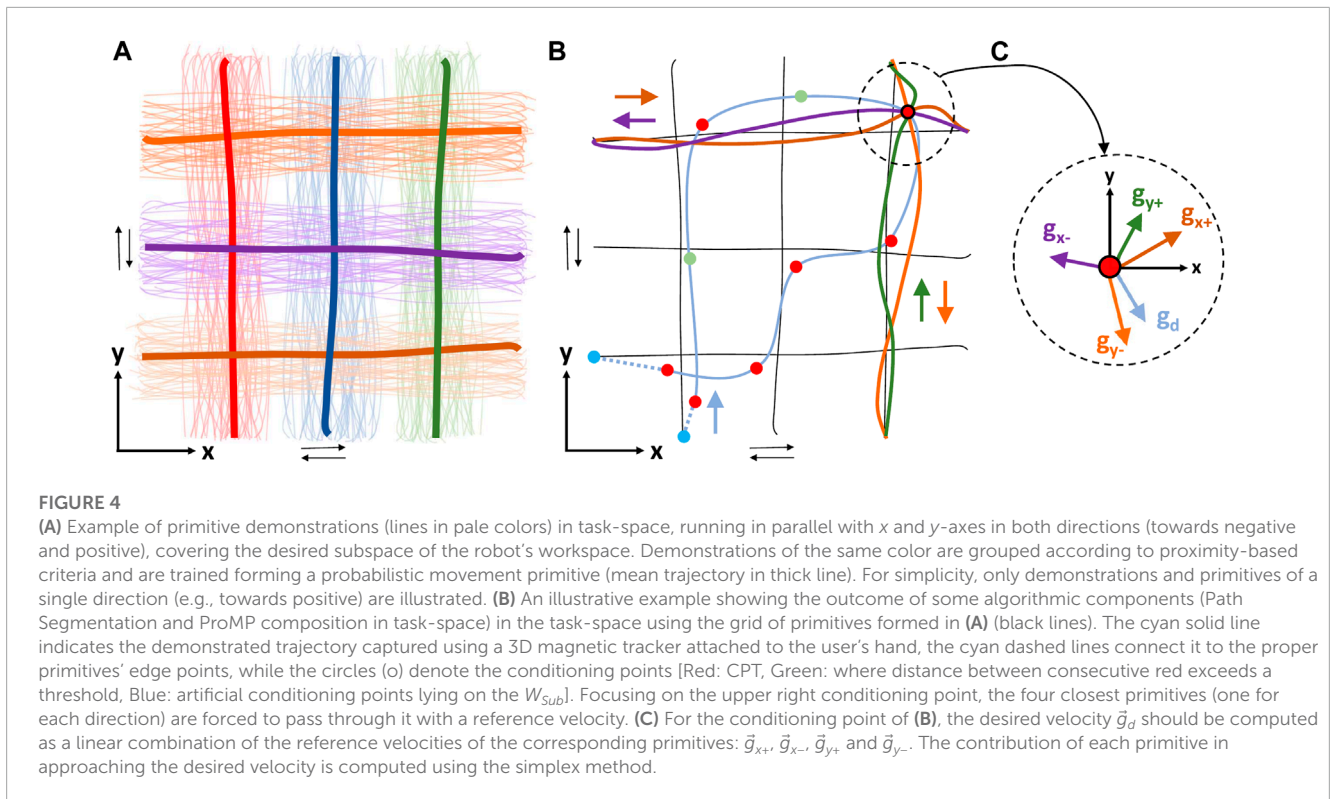 A
B
C
y
x
y
x
y
x
g_y+
g_x+
g_x-
g_d
g_y-
FIGURE 4
(A) Example of primitive demonstrations (lines in pale colors) in task-space, running in parallel with x and y-axes in both directions (towards negative
and positive), covering the desired subspace of the robot's workspace. Demonstrations of the same color are grouped according to proximity-based
criteria and are trained forming a probabilistic movement primitive (mean trajectory in thick line). For simplicity, only demonstrations and primitives of a
single direction (e.g., towards positive) are illustrated. (B) An illustrative example showing the outcome of some algorithmic components (Path
Segmentation and ProMP composition in task-space) in the task-space using the grid of primitives formed in (A) (black lines). The cyan solid line
indicates the demonstrated trajectory captured using a 3D magnetic tracker attached to the user's hand, the cyan dashed lines connect it to the proper
primitives' edge points, while the circles (o) denote the conditioning points [Red: CPT, Green: where distance between consecutive red exceeds a
threshold, Blue: artificial conditioning points lying on the W_Sub]. Focusing on the upper right conditioning point, the four closest primitives (one for
each direction) are forced to pass through it with a reference velocity. (C) For the conditioning point of (B), the desired velocity g⃗_d should be computed
as a linear combination of the reference velocities of the corresponding primitives: g⃗_x+, g⃗_x−, g⃗_y+ and g⃗_y−. The contribution of each primitive in
approaching the desired velocity is computed using the simplex method.